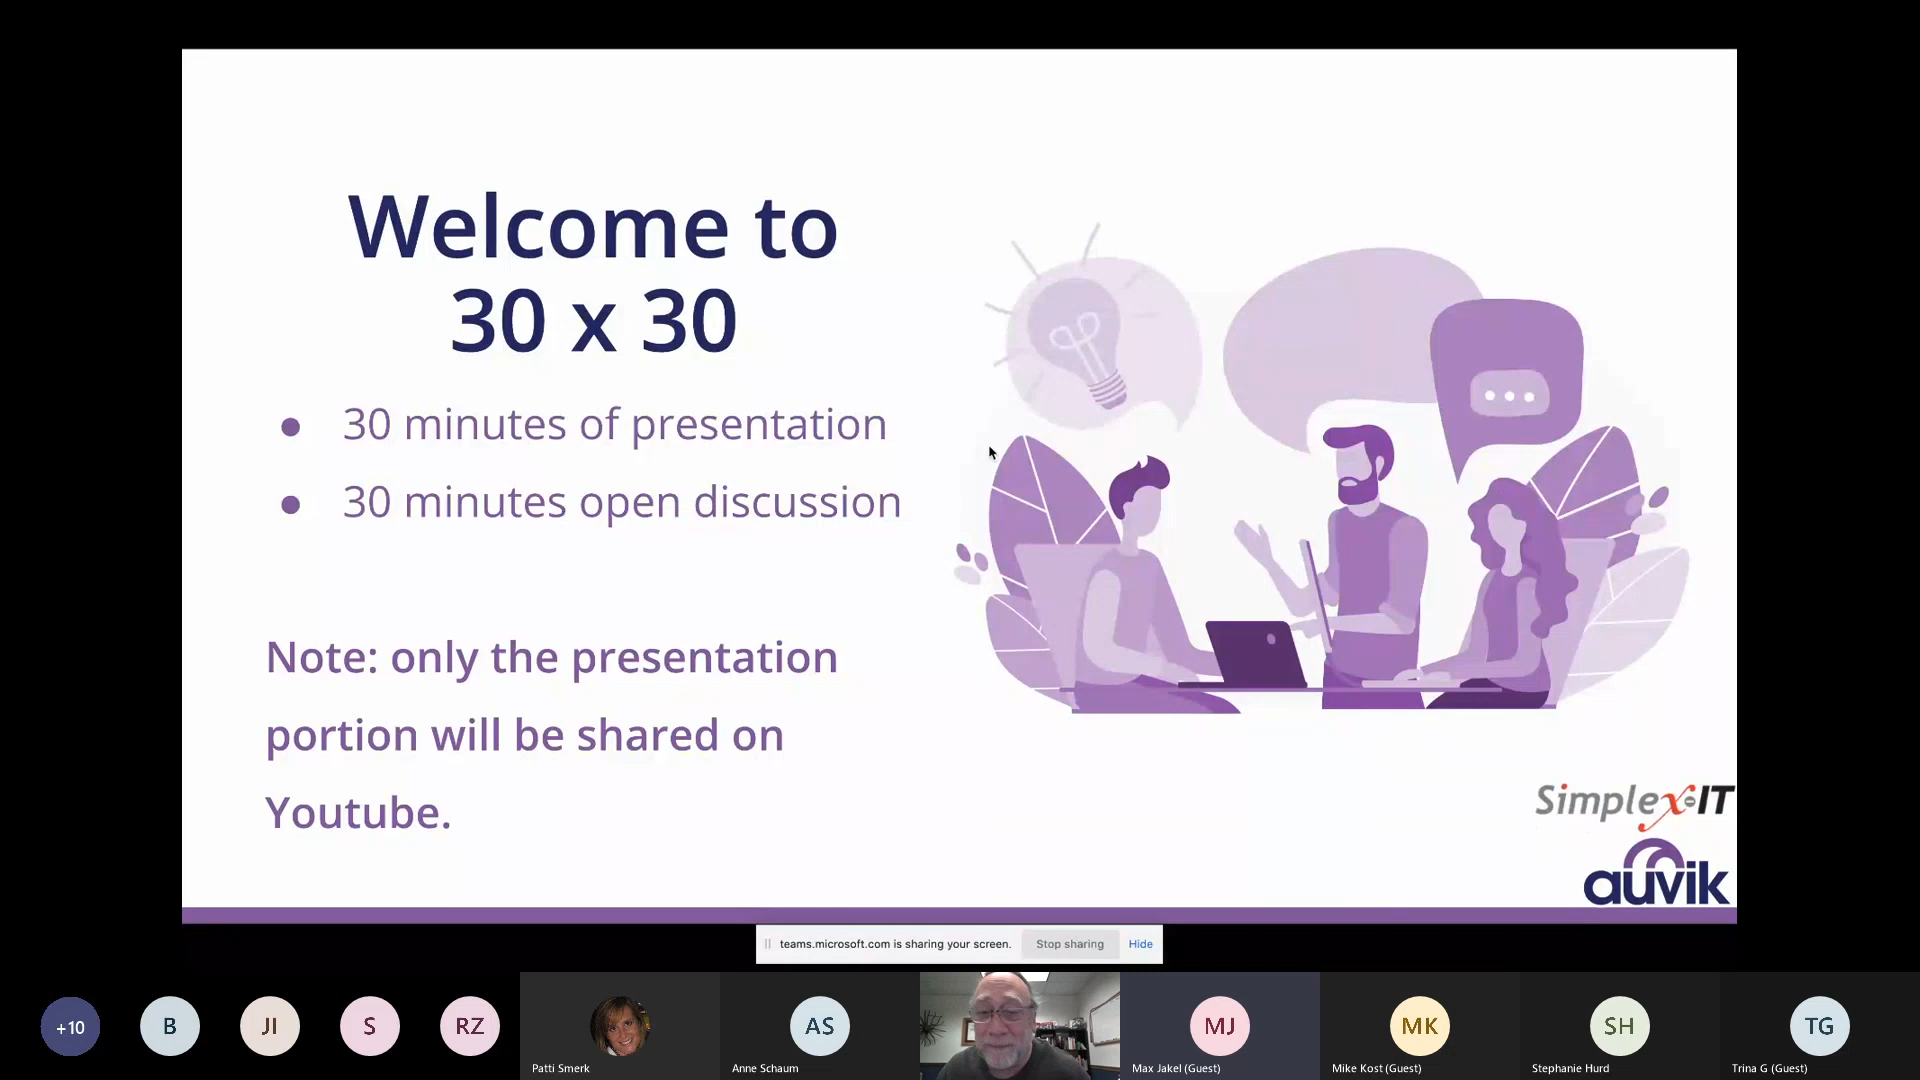 Welcome to
30 x 30
● 30 minutes of presentation
● 30 minutes open discussion
Note: only the presentation
portion will be shared on
Youtube.
Simplex-IT
auvik
teams.microsoft.com is sharing your screen.
Stop sharing
Hide
+10
B
JI
S
RZ
Patti Smerk
AS
Anne Schaum
MJ
Max Jakel (Guest)
MK
Mike Kost (Guest)
SH
Stephanie Hurd
TG
Trina G (Guest)